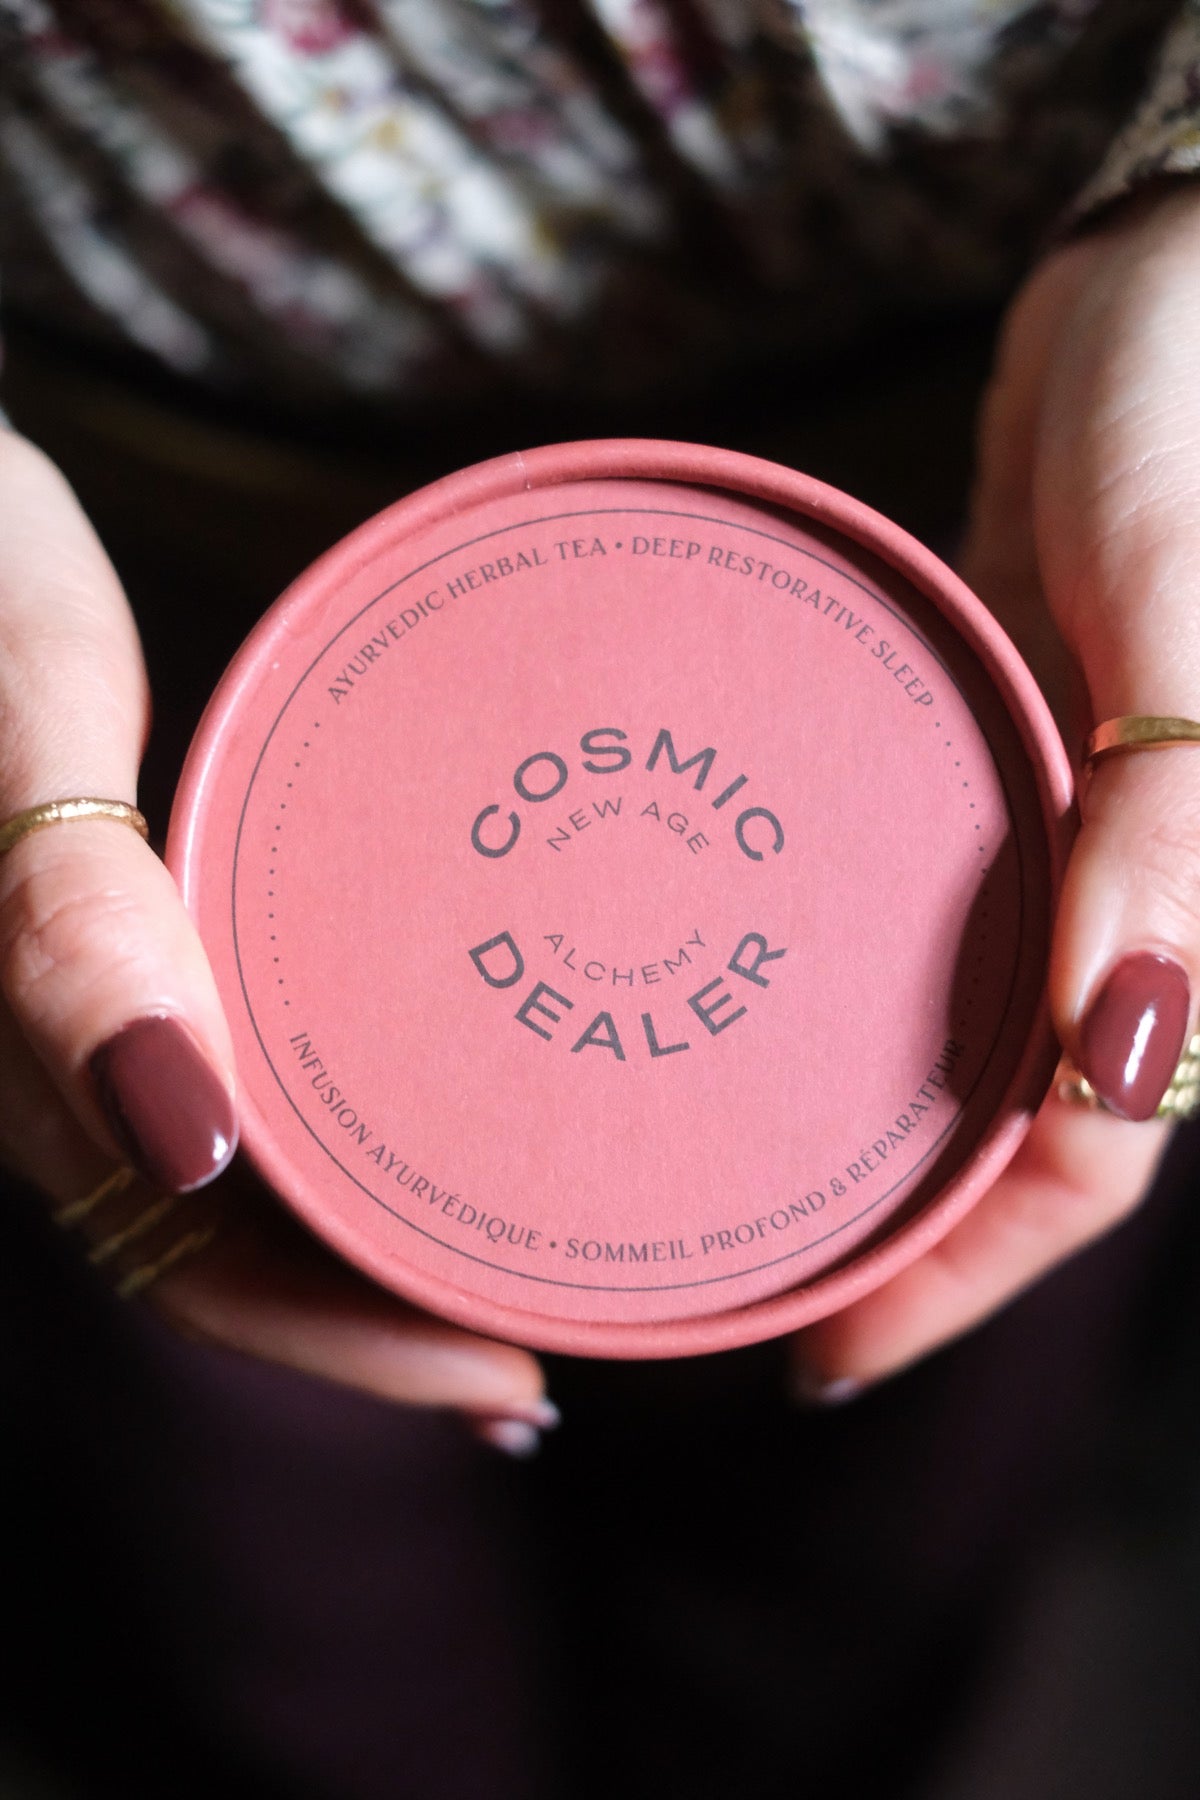 AYURVEDIC HERBAL TEA • DEEP RESTORATIVE SLEEP
COSMIC
NEW AGE
ALCHEMY
DEALER
INFUSION AYURVÉDIQUE • SOMMEIL PROFOND & RÉPARATEUR